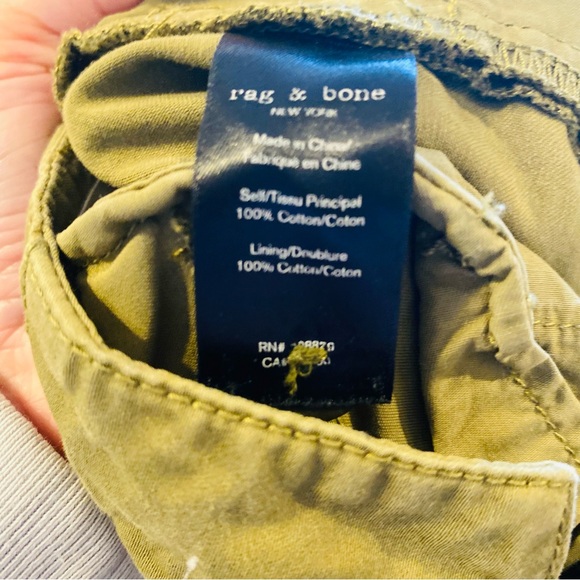 rag & bone
NEW YORK
Made in China/
Fabriqué en Chine
Self/Tissu Principal
100% Cotton/Coton
Lining/Doublure
100% Cotton/Coton
RN#